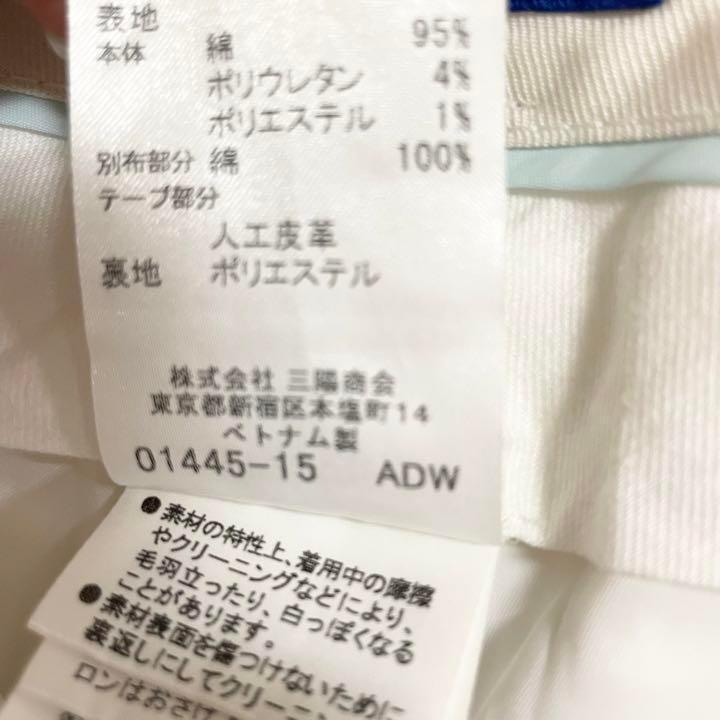 表地
本体 綿 95%
ポリウレタン 4%
ポリエステル 1%
別布部分 綿 100%
テープ部分
人工皮革
裏地 ポリエステル
株式会社 三陽商会
東京都新宿区本塩町14
ベトナム製
01445-15 ADW
●素材の特性上、着用中の摩擦
やクリーニングなどにより、
毛羽立ったり、白っぽくなる
ことがあります。
●素材表面を傷つけないために
裏返しにしてクリーニン
ロンはおさけ